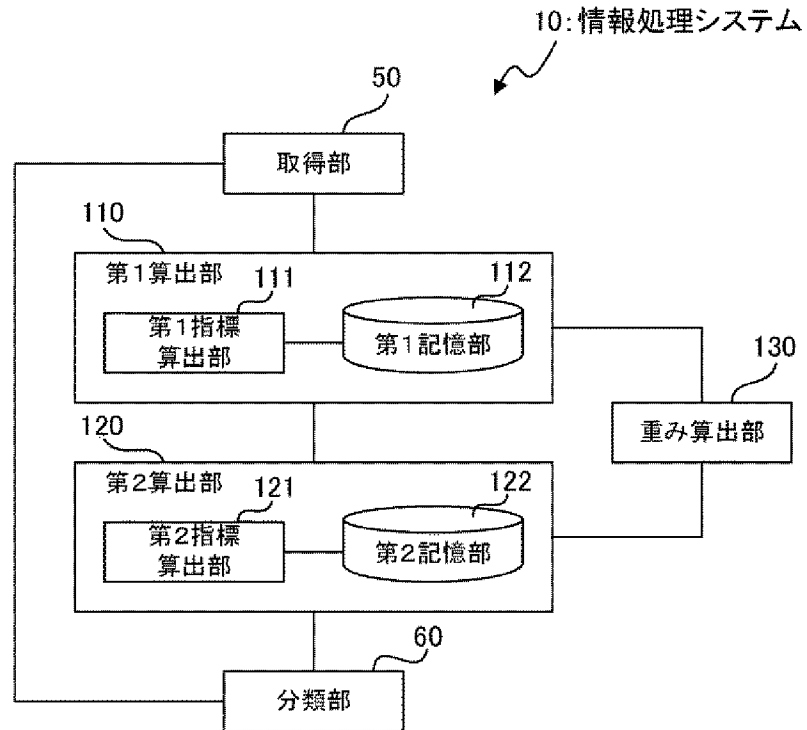 10:情報処理システム
50
取得部
110
第1算出部
111
112
第1指標
算出部
第1記憶部
130
重み算出部
120
第2算出部
121
122
第2指標
算出部
第2記憶部
60
分類部